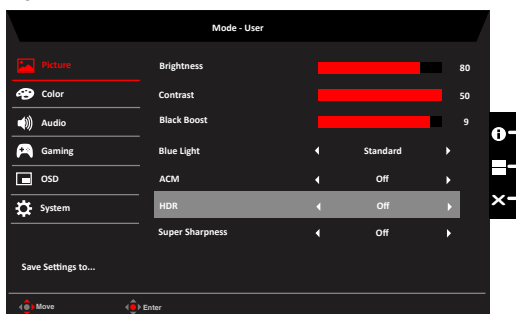 Mode - User
Picture
Brightness 80
Color
Contrast 50
Audio
Black Boost 9
Gaming
Blue Light Standard
OSD
ACM Off
System
HDR Off
Super Sharpness Off
Save Settings to...
Move Enter